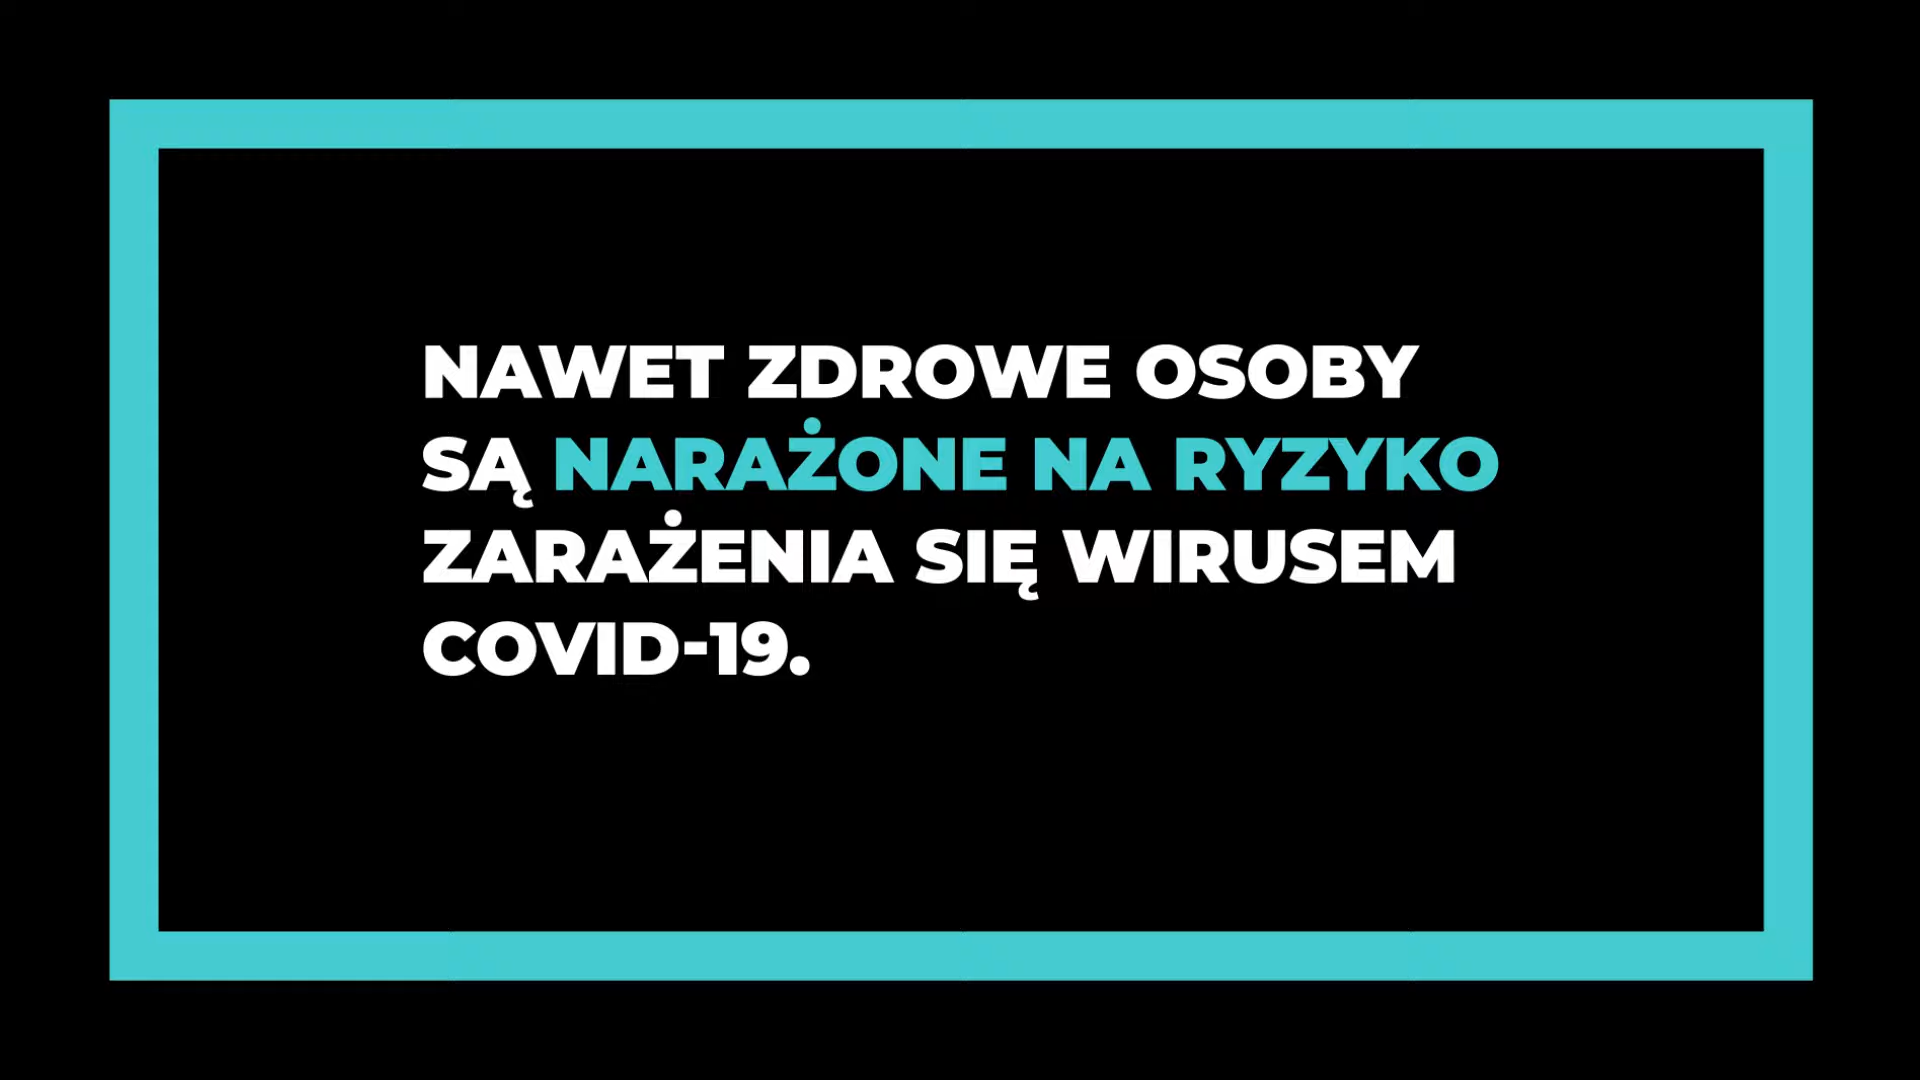 NAWET ZDROWE OSOBY
SĄ NARAŻONE NA RYZYKO
ZARAŻENIA SIĘ WIRUSEM
COVID-19.